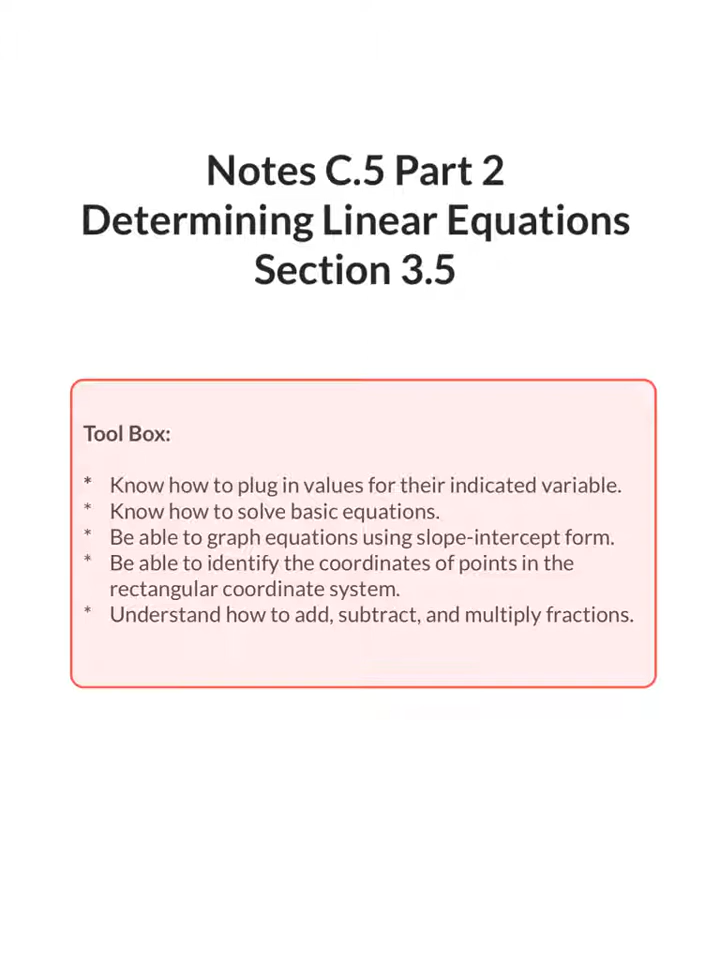 Notes C.5 Part 2
Determining Linear Equations
Section 3.5
Tool Box:
* Know how to plug in values for their indicated variable.
* Know how to solve basic equations.
* Be able to graph equations using slope-intercept form.
* Be able to identify the coordinates of points in the
rectangular coordinate system.
* Understand how to add, subtract, and multiply fractions.